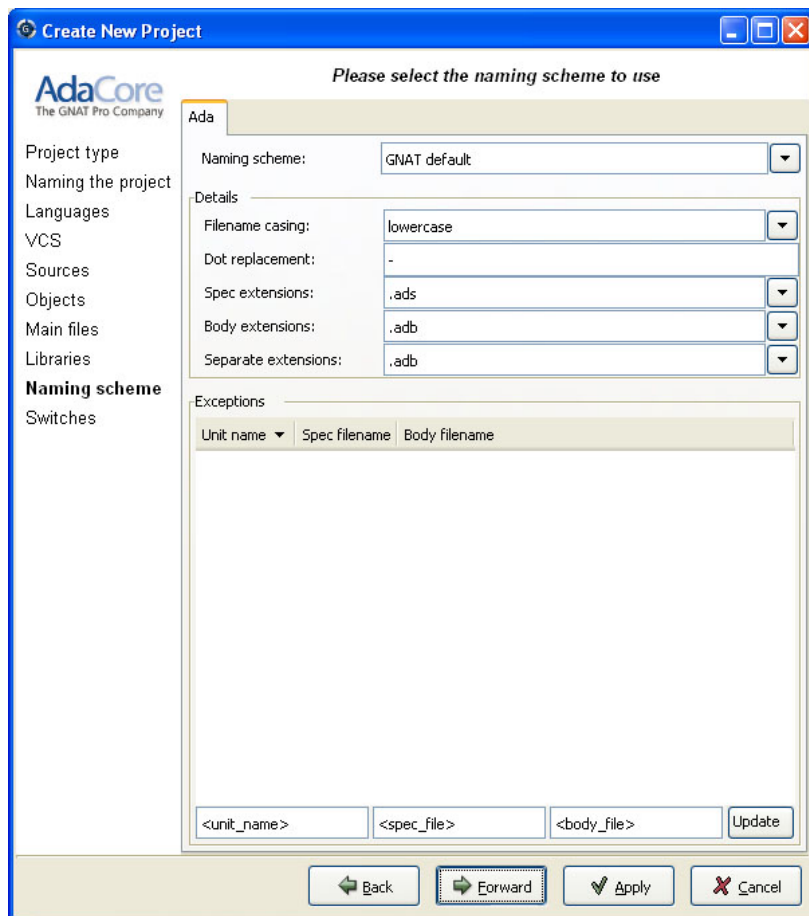 Create New Project
AdaCore
The GNAT Pro Company
Project type
Naming the project
Languages
VCS
Sources
Objects
Main files
Libraries
Naming scheme
Switches
Please select the naming scheme to use
Ada
Naming scheme: GNAT default
Details
Filename casing: lowercase
Dot replacement: -
Spec extensions: .ads
Body extensions: .adb
Separate extensions: .adb
Exceptions
Unit name Spec filename Body filename
<unit_name> <spec_file> <body_file> Update
Back Forward Apply Cancel